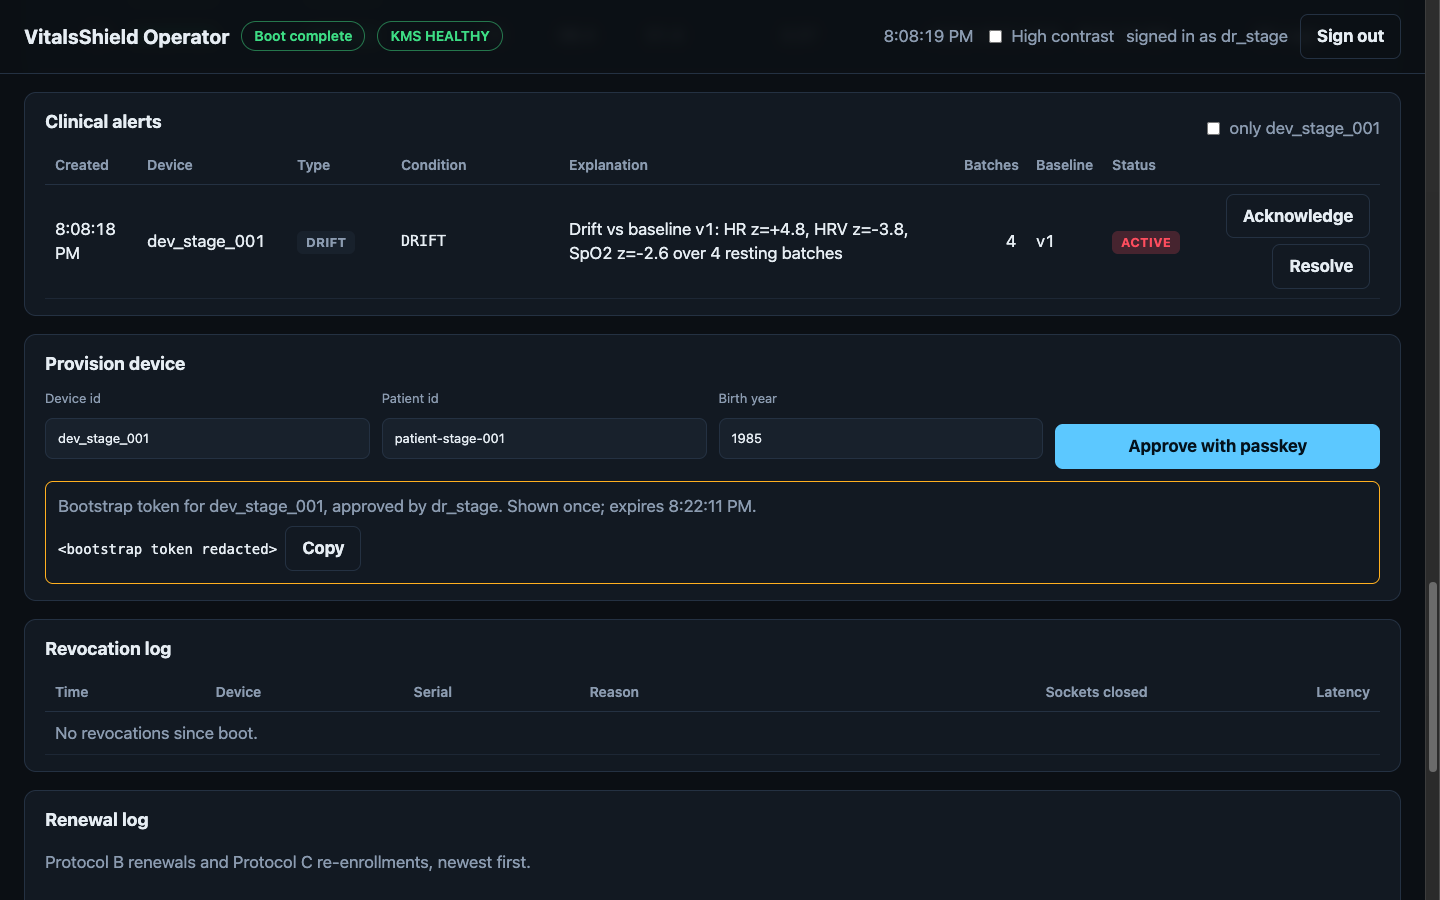 VitalsShield Operator
Boot complete
KMS HEALTHY
8:08:19 PM
High contrast
signed in as dr_stage
Sign out
Clinical alerts
only dev_stage_001
Created Device Type Condition Explanation Batches Baseline Status
8:08:18 PM
dev_stage_001
DRIFT
DRIFT
Drift vs baseline v1: HR z=+4.8, HRV z=-3.8,
SpO2 z=-2.6 over 4 resting batches
4
v1
ACTIVE
Acknowledge
Resolve
Provision device
Device id Patient id Birth year
dev_stage_001 patient-stage-001 1985
Approve with passkey
Bootstrap token for dev_stage_001, approved by dr_stage. Shown once; expires 8:22:11 PM.
<bootstrap token redacted>
Copy
Revocation log
Time Device Serial Reason Sockets closed Latency
No revocations since boot.
Renewal log
Protocol B renewals and Protocol C re-enrollments, newest first.